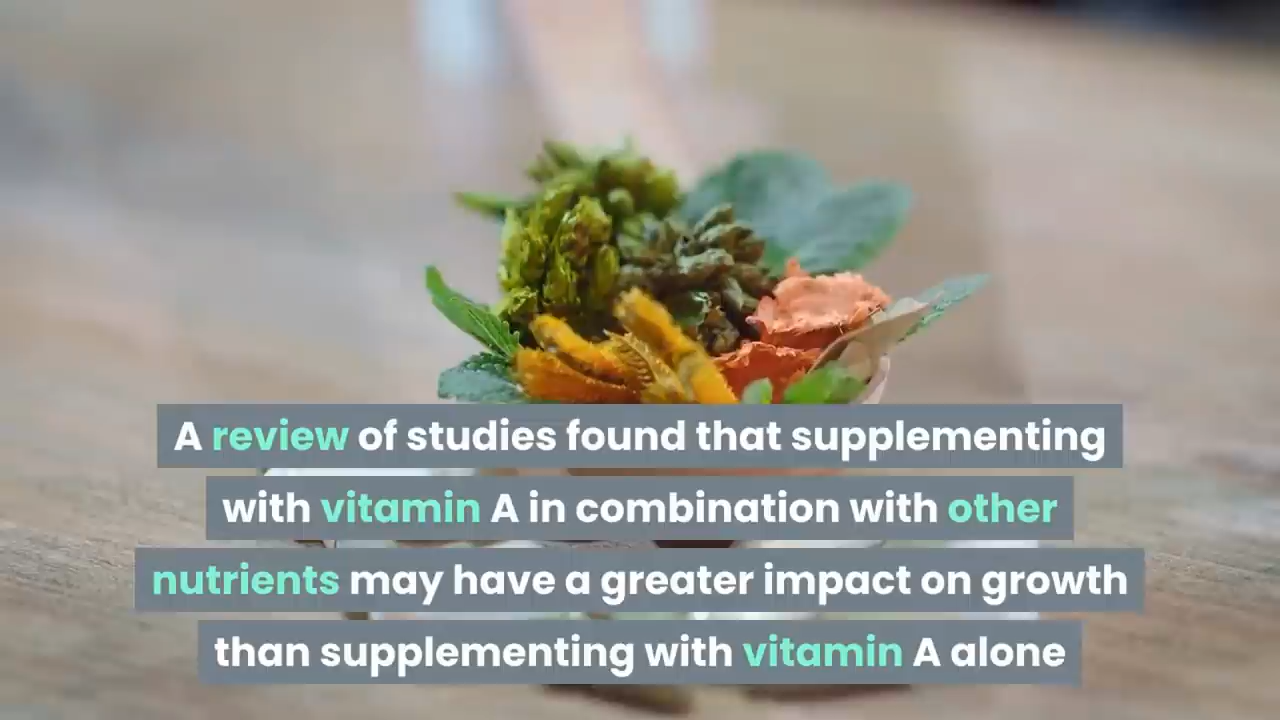 A review of studies found that supplementing
with vitamin A in combination with other
nutrients may have a greater impact on growth
than supplementing with vitamin A alone